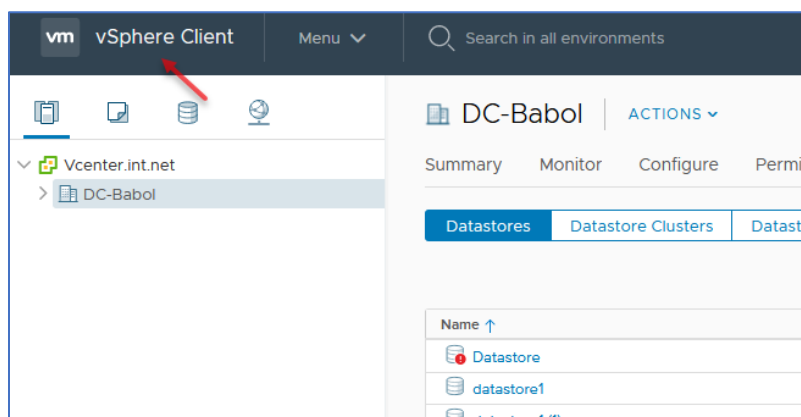 vm vSphere Client Menu Search in all environments
DC-Babol ACTIONS
Vcenter.int.net
DC-Babol
Summary Monitor Configure
Datastores Datastore Clusters
Name
Datastore
datastore1